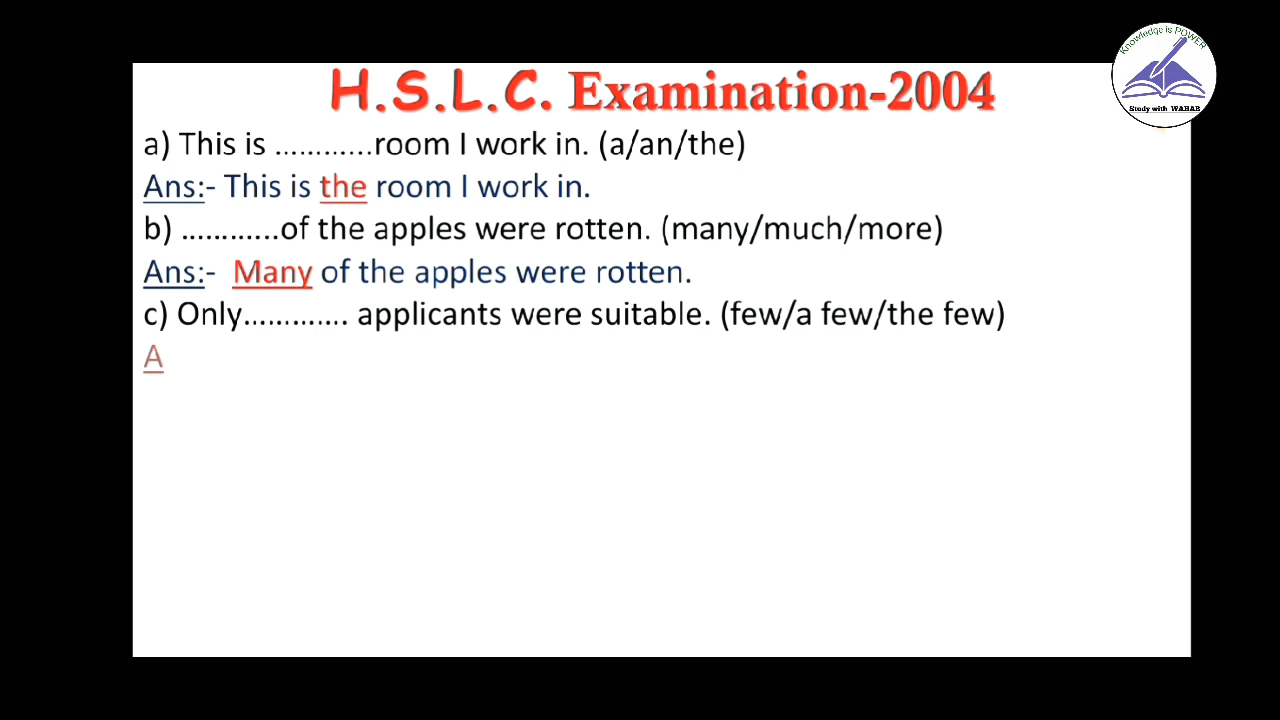 Knowledge is POWER
Study with WAHAB
H.S.L.C. Examination-2004
a) This is ............room I work in. (a/an/the)
Ans:- This is the room I work in.
b) ............of the apples were rotten. (many/much/more)
Ans:- Many of the apples were rotten.
c) Only............. applicants were suitable. (few/a few/the few)
A